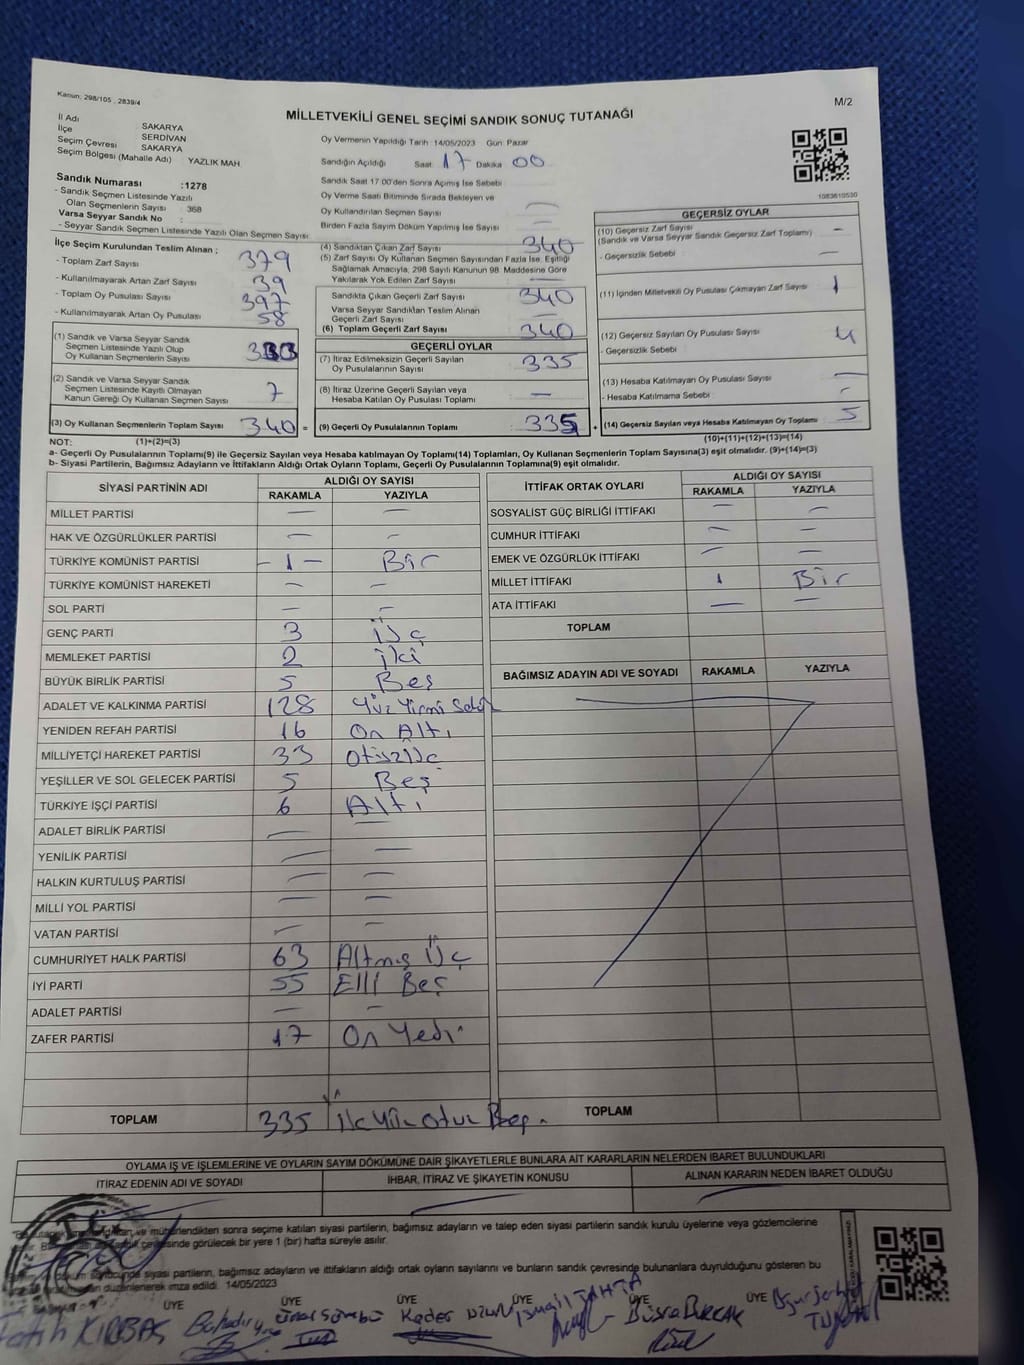 Kanun: 298/105 , 2839/4
M/2
MİLLETVEKİLİ GENEL SEÇİMİ SANDIK SONUÇ TUTANAĞI
İl Adı : SAKARYA
İlçe : SERDİVAN
Seçim Çevresi : SAKARYA
Seçim Bölgesi (Mahalle Adı) : YAZLIK MAH
Sandık Numarası :1278
- Sandık Seçmen Listesinde Yazılı
Olan Seçmenlerin Sayısı : 368
Varsa Seyyar Sandık No :
- Seyyar Sandık Seçmen Listesinde Yazılı Olan Seçmen Sayısı:
Oy Vermenin Yapıldığı Tarih :14/05/2023 Gün: Pazar
Sandığın Açıldığı Saat 17 Dakika 00
Sandık Saat 17.00'den Sonra Açılmış İse Sebebi
Oy Verme Saati Bitiminde Sırada Bekleyen ve
Oy Kullandırılan Seçmen Sayısı —
Birden Fazla Sayım Döküm Yapılmış İse Sayısı —
1083610530
İlçe Seçim Kurulundan Teslim Alınan ;
- Toplam Zarf Sayısı 379
- Kullanılmayarak Artan Zarf Sayısı 39
- Toplam Oy Pusulası Sayısı 397
- Kullanılmayarak Artan Oy Pusulası 58
(1) Sandık ve Varsa Seyyar Sandık
Seçmen Listesinde Yazılı Olup
Oy Kullanan Seçmenlerin Sayısı 333
(2) Sandık ve Varsa Seyyar Sandık
Seçmen Listesinde Kayıtlı Olmayan
Kanun Gereği Oy Kullanan Seçmen Sayısı 7
(3) Oy Kullanan Seçmenlerin Toplam Sayısı 340 =
(4) Sandıktan Çıkan Zarf Sayısı 340
(5) Zarf Sayısı Oy Kullanan Seçmen Sayısından Fazla İse, Eşitliği
Sağlamak Amacıyla, 298 Sayılı Kanunun 98. Maddesine Göre
Yakılarak Yok Edilen Zarf Sayısı —
Sandıkta Çıkan Geçerli Zarf Sayısı 340
Varsa Seyyar Sandıktan Teslim Alınan
Geçerli Zarf Sayısı —
(6) Toplam Geçerli Zarf Sayısı 340
GEÇERLİ OYLAR
(7) İtiraz Edilmeksizin Geçerli Sayılan
Oy Pusulalarının Sayısı 335
(8) İtiraz Üzerine Geçerli Sayılan veya
Hesaba Katılan Oy Pusulası Toplamı —
(9) Geçerli Oy Pusulalarının Toplamı 335 +
GEÇERSİZ OYLAR
(10) Geçersiz Zarf Sayısı —
(Sandık ve Varsa Seyyar Sandık Geçersiz Zarf Toplamı)
- Geçersizlik Sebebi —
(11) İçinden Milletvekili Oy Pusulası Çıkmayan Zarf Sayısı 1
(12) Geçersiz Sayılan Oy Pusulası Sayısı 4
- Geçersizlik Sebebi
(13) Hesaba Katılmayan Oy Pusulası Sayısı —
- Hesaba Katılmama Sebebi —
(14) Geçersiz Sayılan veya Hesaba Katılmayan Oy Toplamı 5
NOT: (1)+(2)=(3)
(10)+(11)+(12)+(13)=(14)
a- Geçerli Oy Pusulalarının Toplamı(9) ile Geçersiz Sayılan veya Hesaba katılmayan Oy Toplamı(14) Toplamları, Oy Kullanan Seçmenlerin Toplam Sayısına(3) eşit olmalıdır. (9)+(14)=(3)
b- Siyasi Partilerin, Bağımsız Adayların ve İttifakların Aldığı Ortak Oyların Toplamı, Geçerli Oy Pusulalarının Toplamına(9) eşit olmalıdır.
SİYASİ PARTİNİN ADI ALDIĞI OY SAYISI
RAKAMLA YAZIYLA
MİLLET PARTİSİ — —
HAK VE ÖZGÜRLÜKLER PARTİSİ — —
TÜRKİYE KOMÜNİST PARTİSİ - 1 - Bir
TÜRKİYE KOMÜNİST HAREKETİ — —
SOL PARTİ — —
GENÇ PARTİ 3 Üç
MEMLEKET PARTİSİ 2 iki
BÜYÜK BİRLİK PARTİSİ 5 Beş
ADALET VE KALKINMA PARTİSİ 128 Yüz Yirmi Sekiz
YENİDEN REFAH PARTİSİ 16 On Altı
MİLLİYETÇİ HAREKET PARTİSİ 33 OtuzÜç
YEŞİLLER VE SOL GELECEK PARTİSİ 5 Beş
TÜRKİYE İŞÇİ PARTİSİ 6 Altı
ADALET BİRLİK PARTİSİ — —
YENİLİK PARTİSİ — —
HALKIN KURTULUŞ PARTİSİ — —
MİLLİ YOL PARTİSİ — —
VATAN PARTİSİ — —
CUMHURİYET HALK PARTİSİ 63 Altmış Üç
İYİ PARTİ 55 Elli Beş
ADALET PARTİSİ — —
ZAFER PARTİSİ 17 On Yedi
TOPLAM 335 Üç Yüz Otuz Beş
İTTİFAK ORTAK OYLARI ALDIĞI OY SAYISI
RAKAMLA YAZIYLA
SOSYALİST GÜÇ BİRLİĞİ İTTİFAKI — —
CUMHUR İTTİFAKI — —
EMEK VE ÖZGÜRLÜK İTTİFAKI — —
MİLLET İTTİFAKI 1 Bir
ATA İTTİFAKI — —
TOPLAM
BAĞIMSIZ ADAYIN ADI VE SOYADI RAKAMLA YAZIYLA
TOPLAM
OYLAMA İŞ VE İŞLEMLERİNE VE OYLARIN SAYIM DÖKÜMÜNE DAİR ŞİKAYETLERLE BUNLARA AİT KARARLARIN NELERDEN İBARET BULUNDUKLARI
İTİRAZ EDENİN ADI VE SOYADI İHBAR, İTİRAZ VE ŞİKAYETİN KONUSU ALINAN KARARIN NEDEN İBARET OLDUĞU
mühürlendikten sonra seçime katılan siyasi partilerin, bağımsız adayların ve talep eden siyasi partilerin sandık kurulu üyelerine veya gözlemcilerine
çevresinde görülecek bir yere 1 (bir) hafta süreyle asılır.
döküm sonucunda siyasi partilerin, bağımsız adayların ve ittifakların aldığı ortak oyların sayılarını ve bunların sandık çevresinde bulunanlara duyrulduğunu gösteren bu
düzenlenerek imza edildi. 14/05/2023
ÜYE ÜYE ÜYE ÜYE ÜYE ÜYE
Fatih KIRBAŞ Kader UZUN İsmail TAHTA Büşra BURÇAK